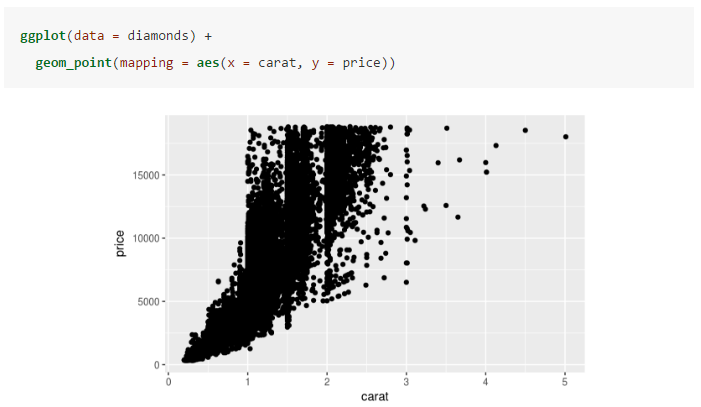 ggplot(data = diamonds) +
  geom_point(mapping = aes(x = carat, y = price))
15000
10000
price
5000
0
0 1 2 3 4 5
carat